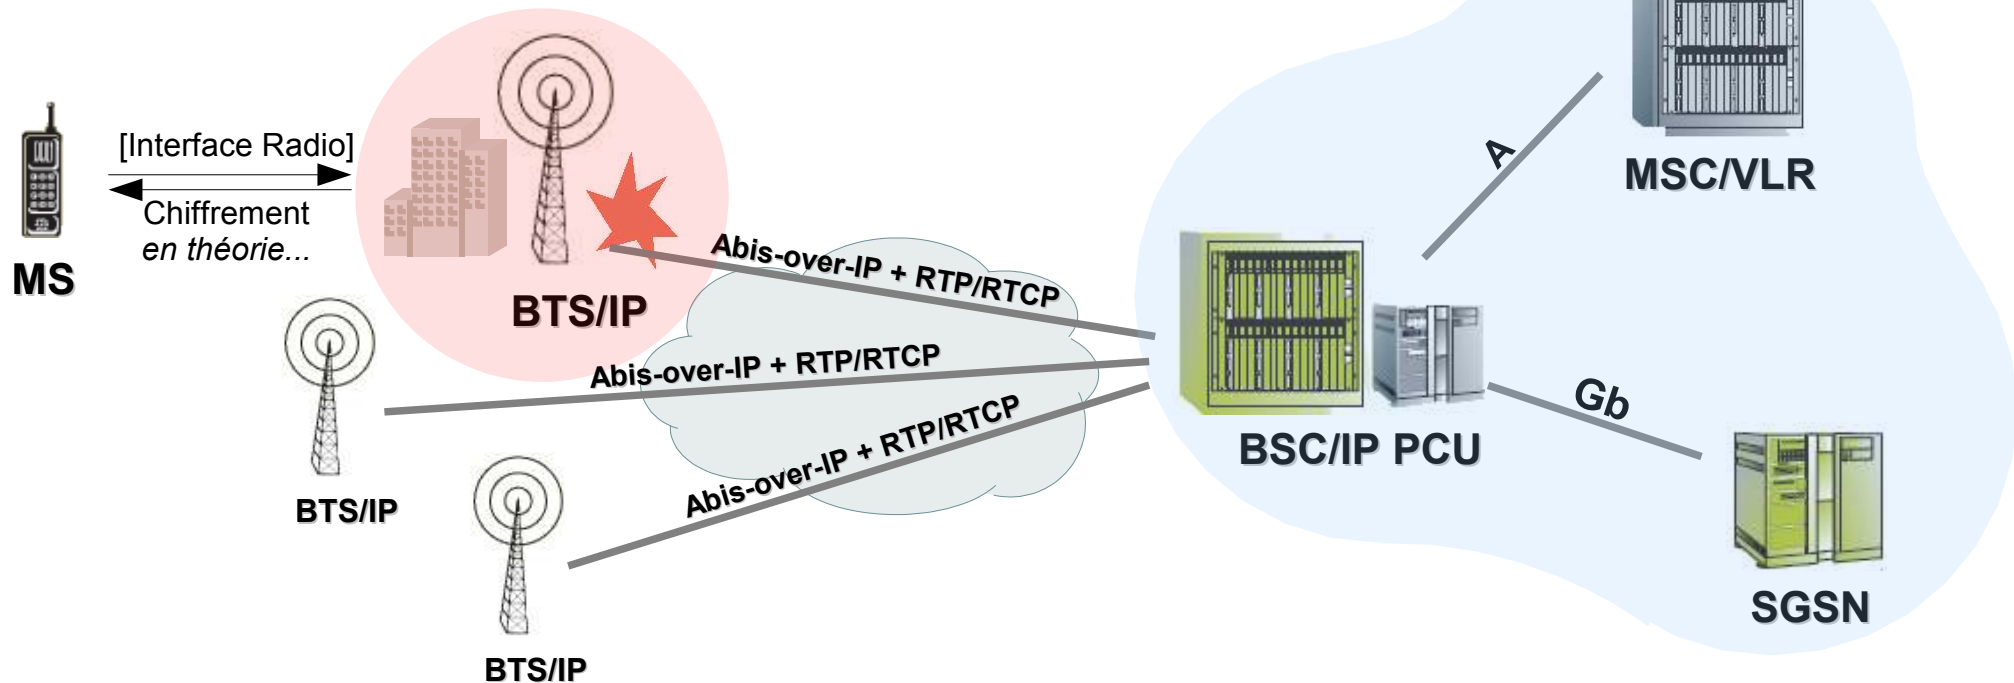 [Interface Radio]
Chiffrement
en théorie...
MS
BTS/IP
BTS/IP
BTS/IP
Abis-over-IP + RTP/RTCP
Abis-over-IP + RTP/RTCP
Abis-over-IP + RTP/RTCP
A
MSC/VLR
BSC/IP PCU
Gb
SGSN